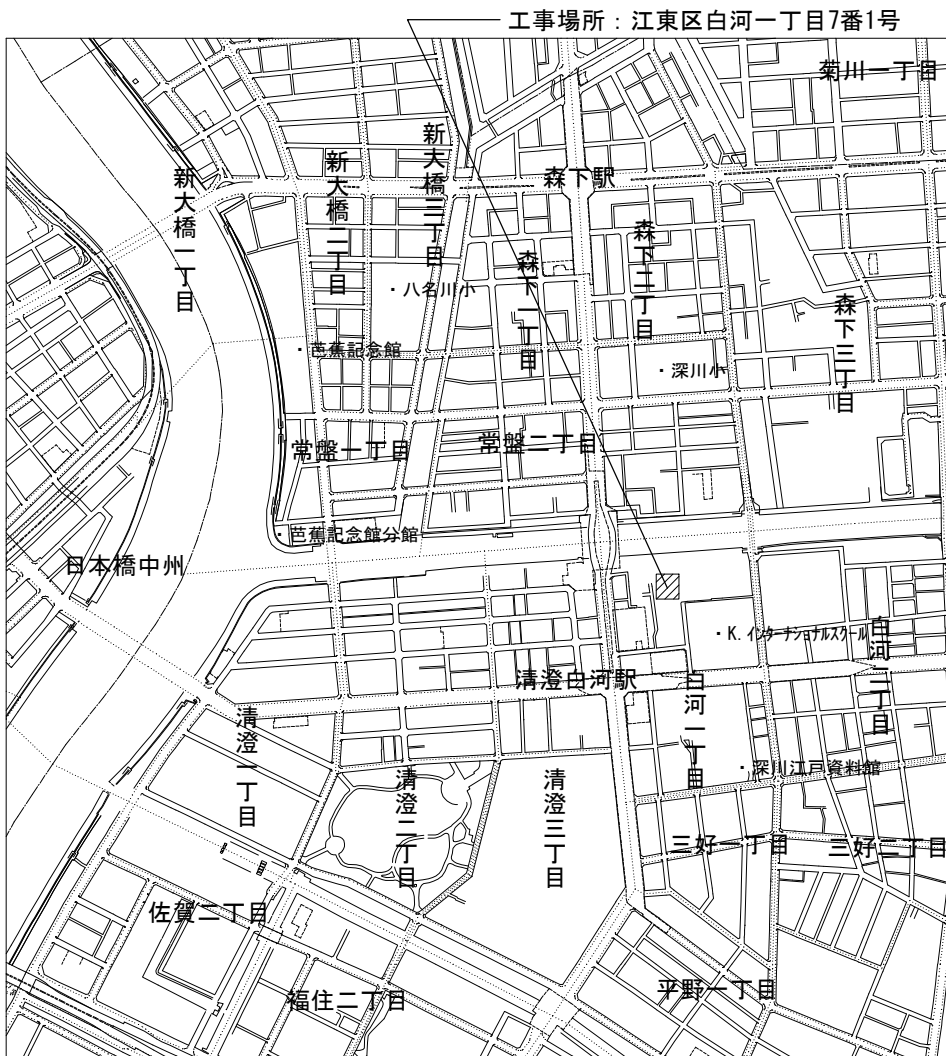 工事場所：江東区白河一丁目7番1号
菊川一丁目
新大橋三丁目
新大橋二丁目
新大橋一丁目
森下駅
森下二丁目
森下一丁目
・八名川小
森下三丁目
・芭蕉記念館
・深川小
常盤一丁目
常盤二丁目
・芭蕉記念館分館
日本橋中州
・K.インターナショナルスクール
白河二丁目
清澄白河駅
白河一丁目
清澄一丁目
清澄二丁目
清澄三丁目
・深川江戸資料館
三好一丁目
三好二丁目
佐賀二丁目
福住二丁目
平野一丁目